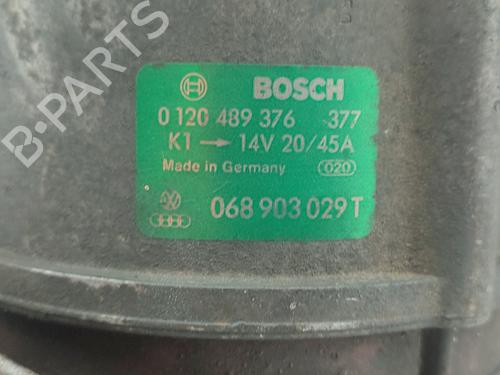 BOSCH
0 120 489 376 -377
K1 → 14V 20/45A
Made in Germany 020
068 903 029 T
B-PARTS